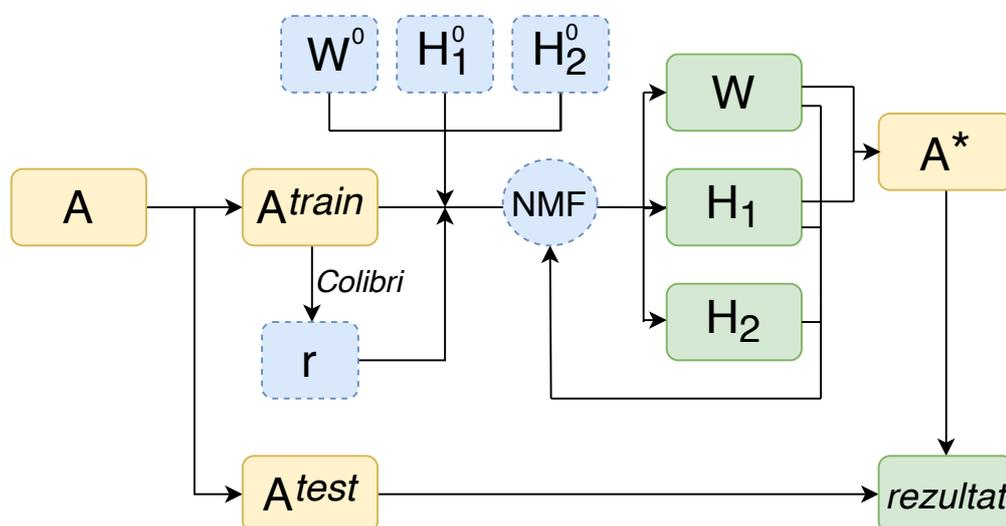 W⁰ H₁⁰ H₂⁰
W
A*
A
Aᵗʳᵃⁱⁿ
NMF
H₁
Colibri
H₂
r
Aᵗᵉˢᵗ
rezultat